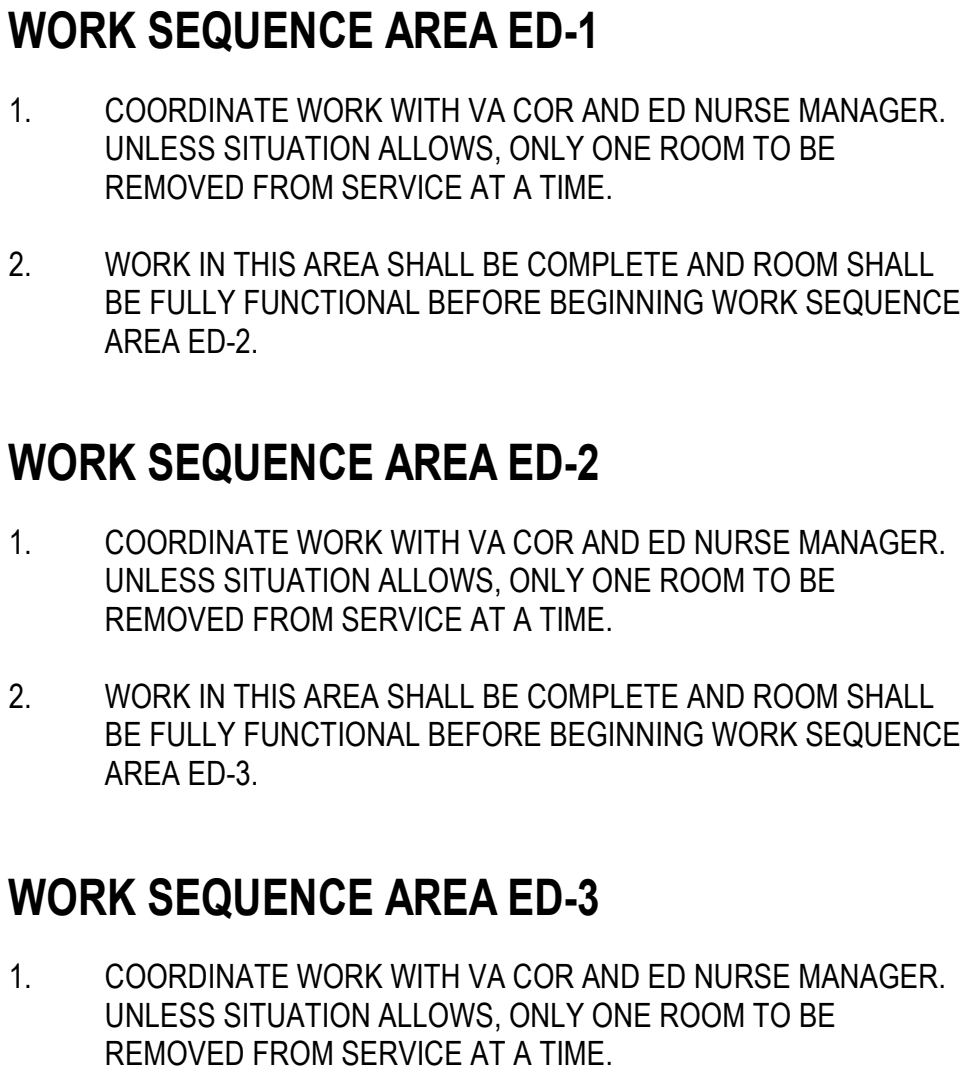 WORK SEQUENCE AREA ED-1
1. COORDINATE WORK WITH VA COR AND ED NURSE MANAGER.
UNLESS SITUATION ALLOWS, ONLY ONE ROOM TO BE
REMOVED FROM SERVICE AT A TIME.
2. WORK IN THIS AREA SHALL BE COMPLETE AND ROOM SHALL
BE FULLY FUNCTIONAL BEFORE BEGINNING WORK SEQUENCE
AREA ED-2.
WORK SEQUENCE AREA ED-2
1. COORDINATE WORK WITH VA COR AND ED NURSE MANAGER.
UNLESS SITUATION ALLOWS, ONLY ONE ROOM TO BE
REMOVED FROM SERVICE AT A TIME.
2. WORK IN THIS AREA SHALL BE COMPLETE AND ROOM SHALL
BE FULLY FUNCTIONAL BEFORE BEGINNING WORK SEQUENCE
AREA ED-3.
WORK SEQUENCE AREA ED-3
1. COORDINATE WORK WITH VA COR AND ED NURSE MANAGER.
UNLESS SITUATION ALLOWS, ONLY ONE ROOM TO BE
REMOVED FROM SERVICE AT A TIME.